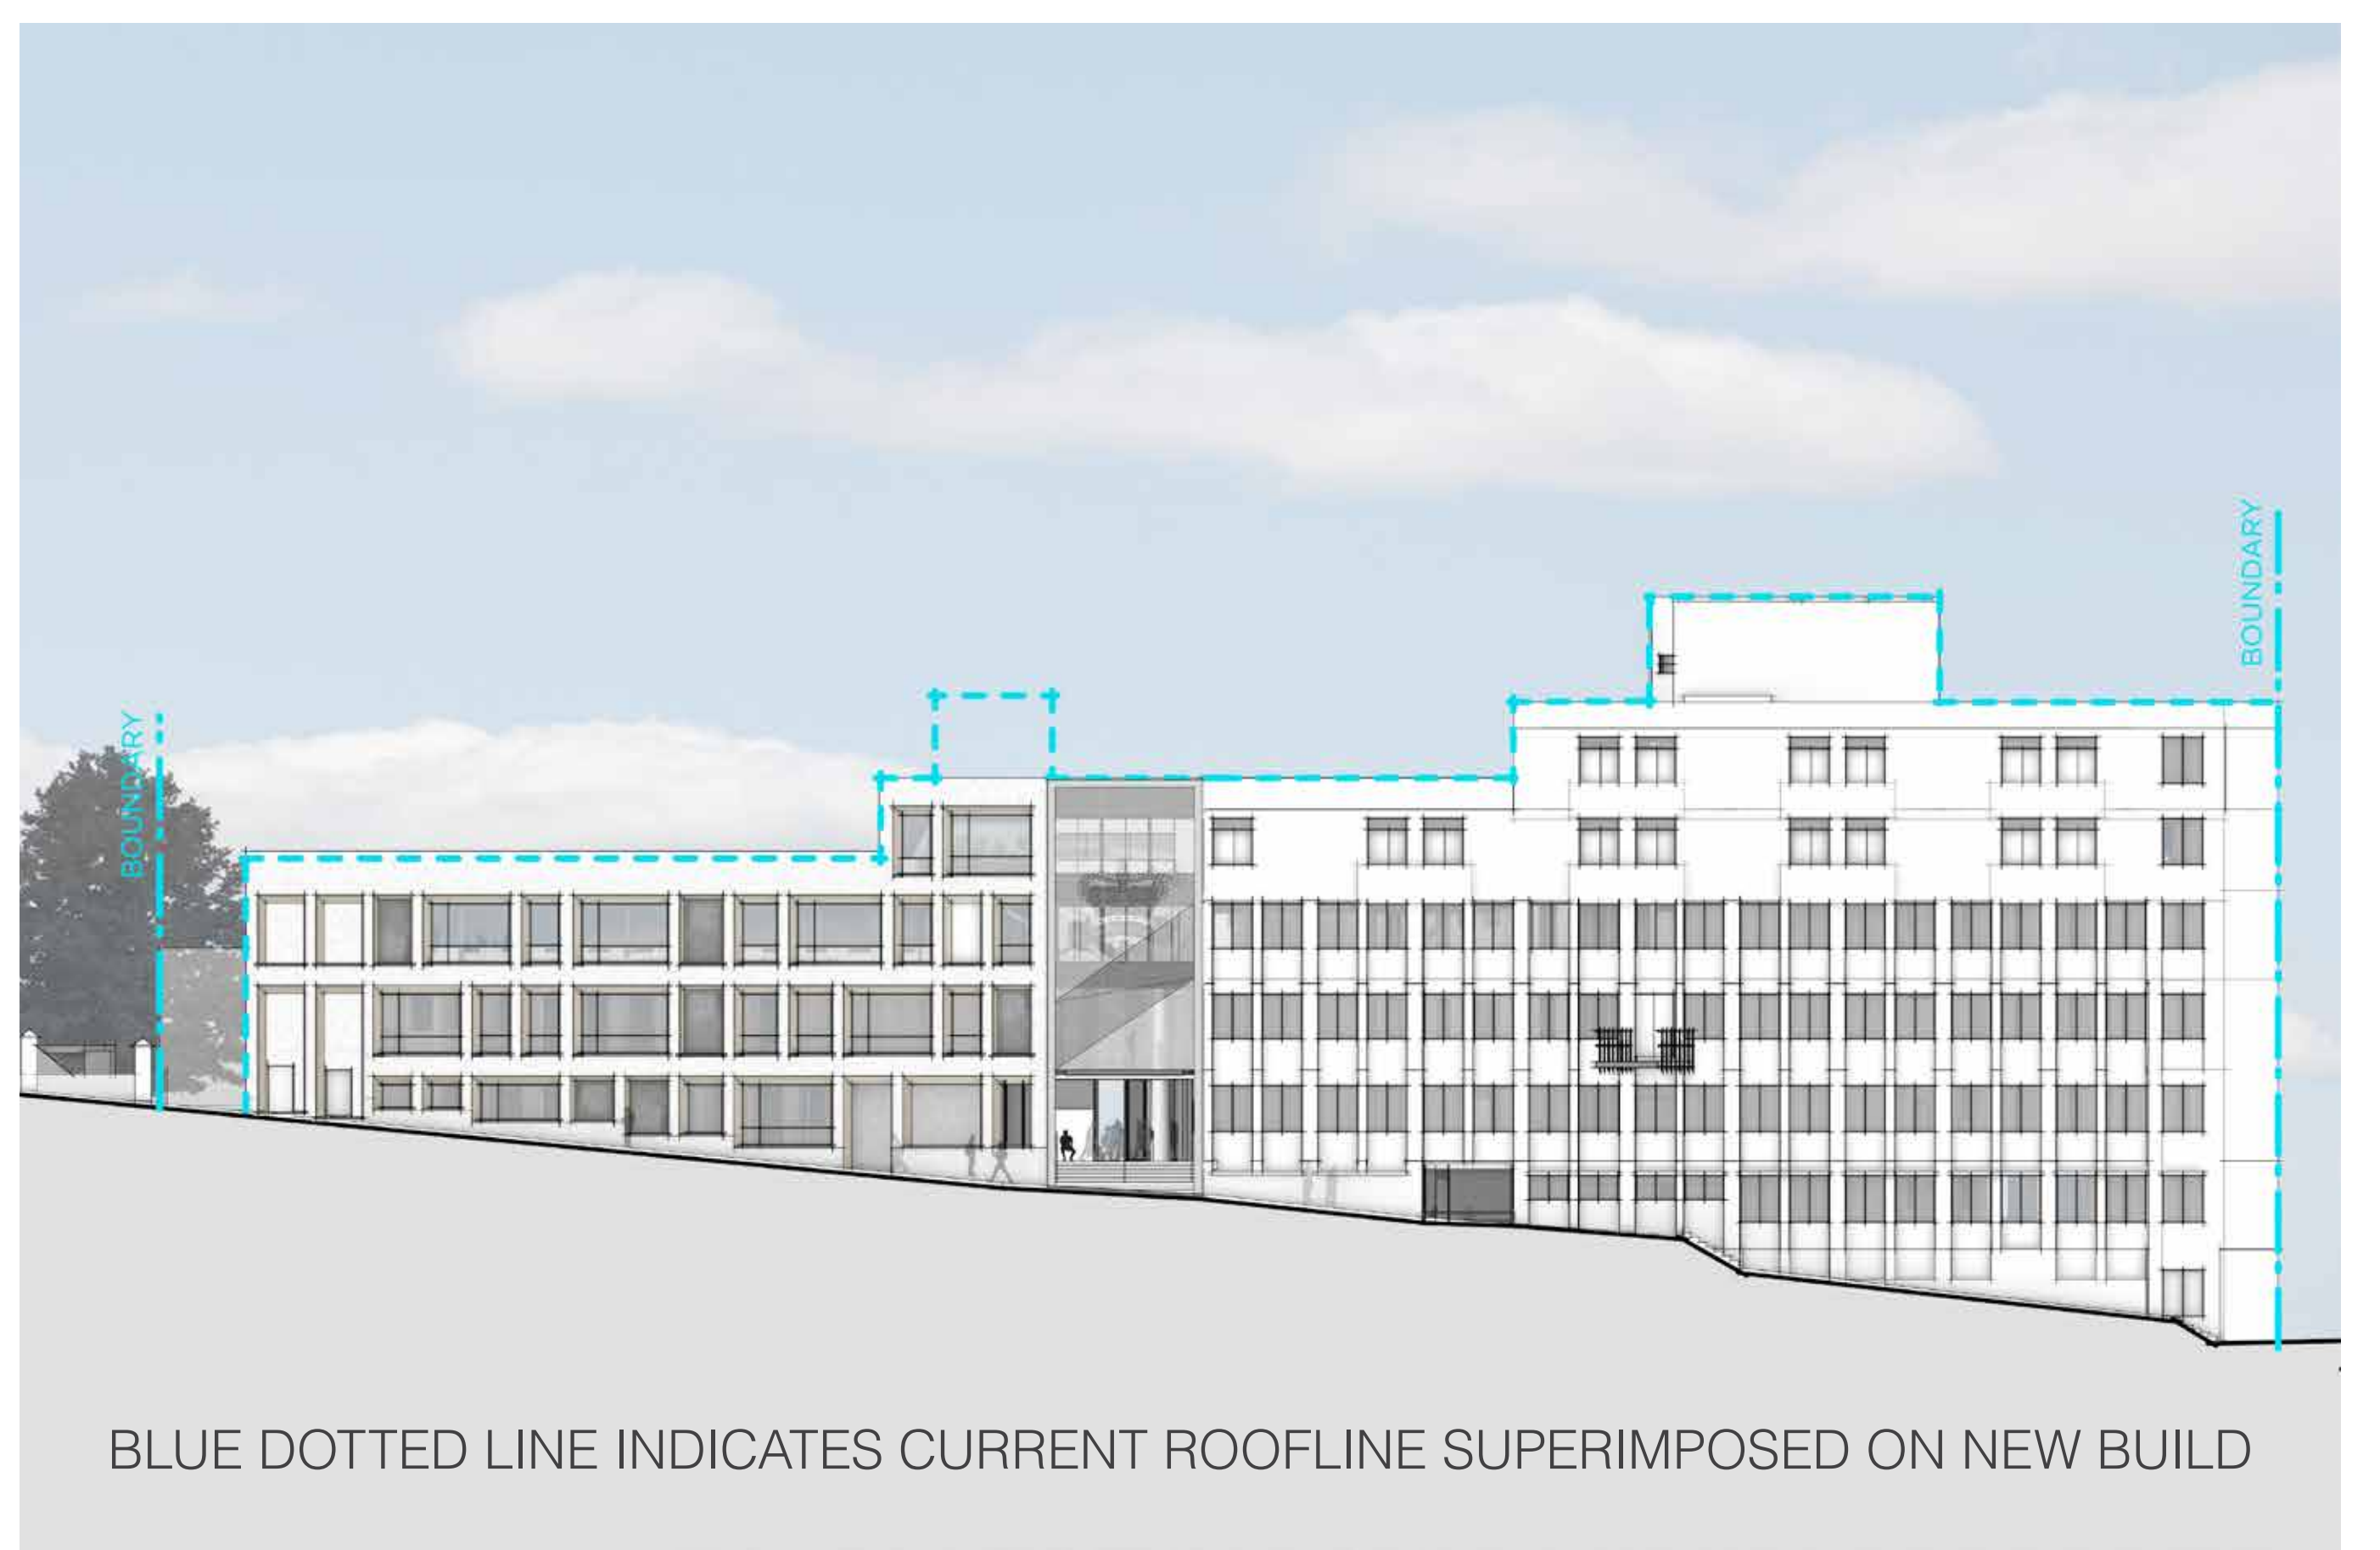 BOUNDARY
BOUNDARY
BLUE DOTTED LINE INDICATES CURRENT ROOFLINE SUPERIMPOSED ON NEW BUILD